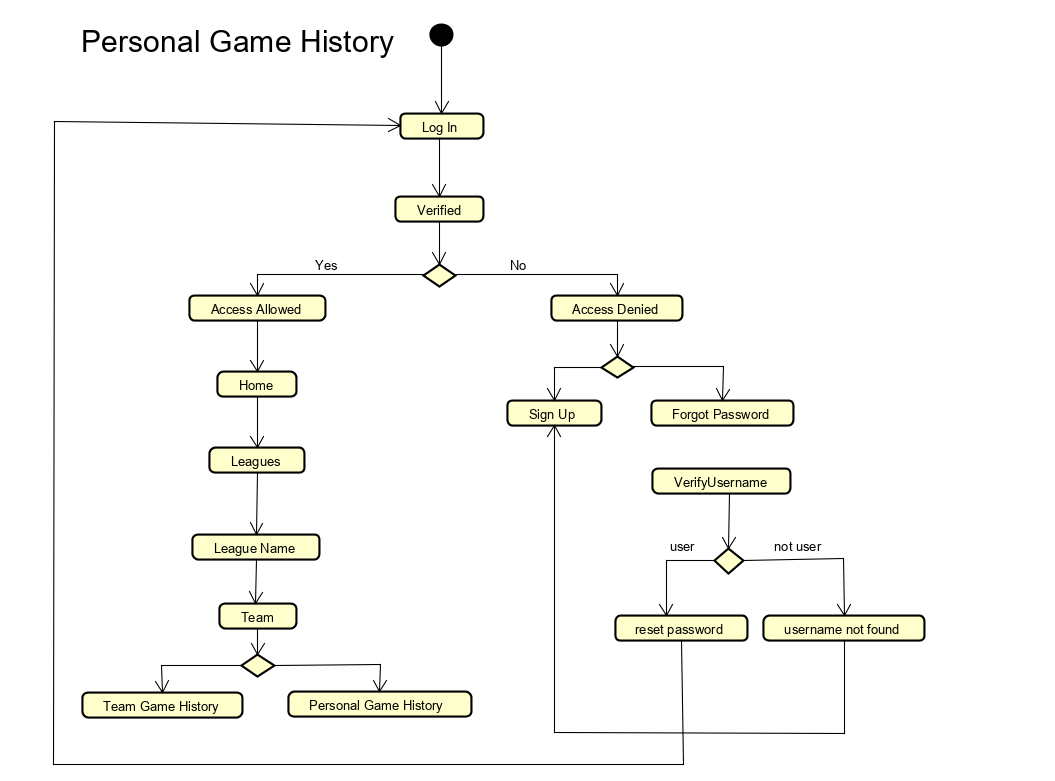 Personal Game History
Log In
Verified
Yes
No
Access Allowed
Access Denied
Home
Sign Up
Forgot Password
Leagues
VerifyUsername
League Name
user
not user
Team
reset password
username not found
Team Game History
Personal Game History